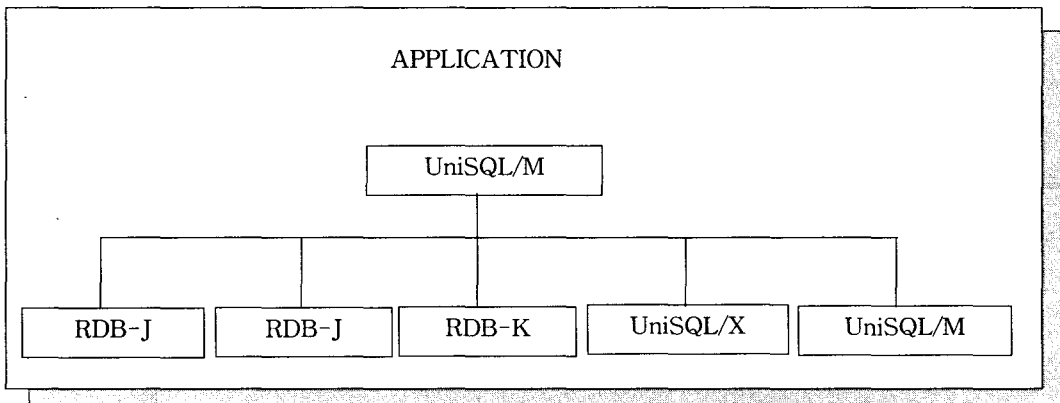 APPLICATION
UniSQL/M
RDB-J
RDB-J
RDB-K
UniSQL/X
UniSQL/M